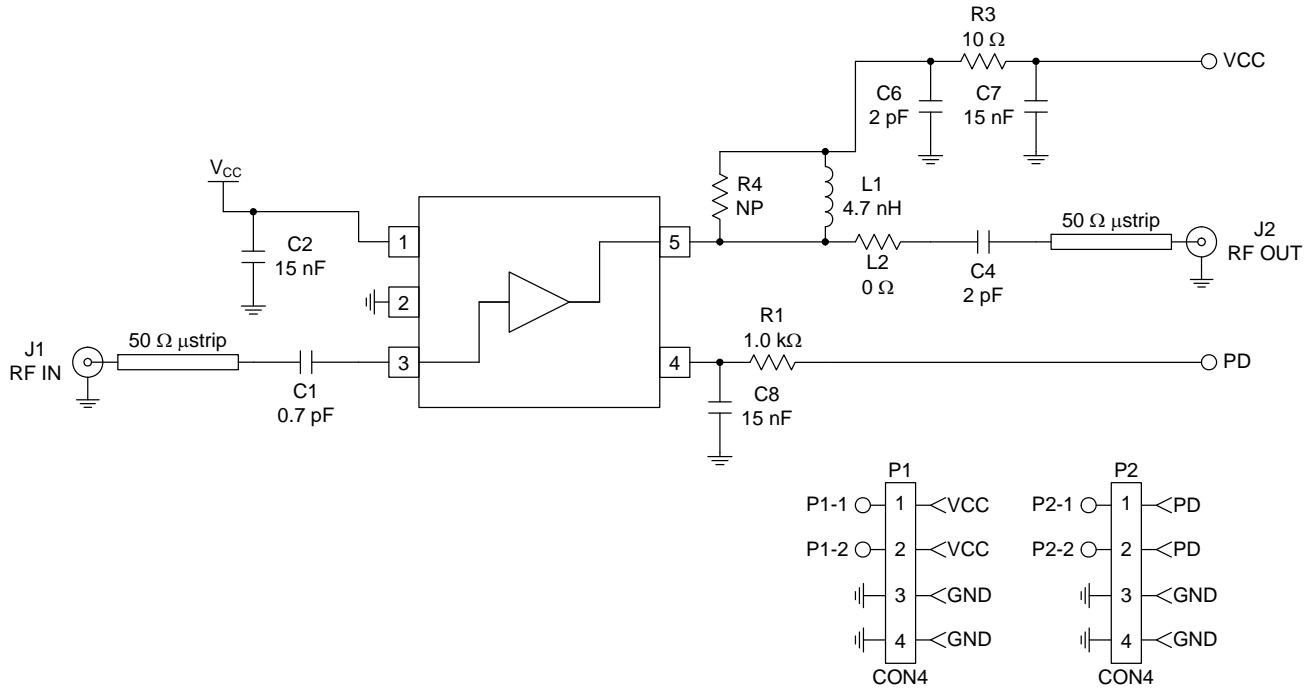 R3
10 Ω
VCC
C6
2 pF
C7
15 nF
VCC
R4
NP
L1
4.7 nH
C2
15 nF
1
5
50 Ω μstrip
J2
RF OUT
L2
0 Ω
C4
2 pF
2
R1
1.0 kΩ
J1
RF IN
50 Ω μstrip
C1
0.7 pF
3
4
PD
C8
15 nF
P1
P1-1
1
VCC
P1-2
2
VCC
3
GND
4
GND
CON4
P2
P2-1
1
PD
P2-2
2
PD
3
GND
4
GND
CON4